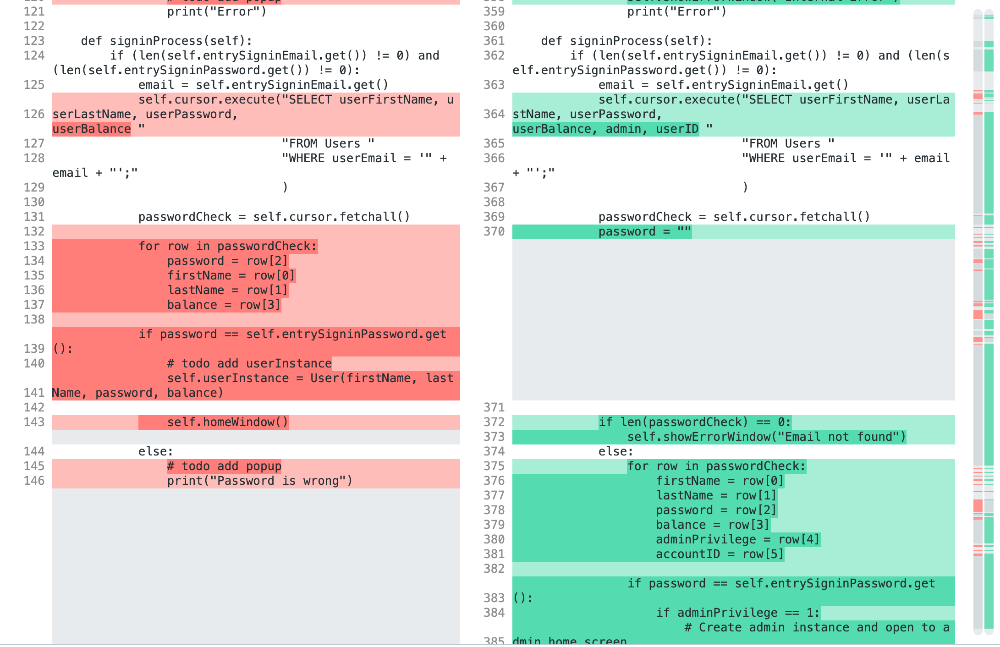 120 # todo add popup
121 print("Error")
122
123 def signinProcess(self):
124 if (len(self.entrySigninEmail.get()) != 0) and
(len(self.entrySigninPassword.get()) != 0):
125 email = self.entrySigninEmail.get()
self.cursor.execute("SELECT userFirstName, u
126 serLastName, userPassword,
userBalance "
127 "FROM Users "
128 "WHERE userEmail = '" +
email + "';"
129 )
130
131 passwordCheck = self.cursor.fetchall()
132
133 for row in passwordCheck:
134 password = row[2]
135 firstName = row[0]
136 lastName = row[1]
137 balance = row[3]
138
if password == self.entrySigninPassword.get
139 ():
140 # todo add userInstance
self.userInstance = User(firstName, last
141 Name, password, balance)
142
143 self.homeWindow()
144 else:
145 # todo add popup
146 print("Password is wrong")
358 self.showErrorWindow("Internal Error")
359 print("Error")
360
361 def signinProcess(self):
362 if (len(self.entrySigninEmail.get()) != 0) and (len(s
elf.entrySigninPassword.get()) != 0):
363 email = self.entrySigninEmail.get()
self.cursor.execute("SELECT userFirstName, userLa
364 stName, userPassword,
userBalance, admin, userID "
365 "FROM Users "
366 "WHERE userEmail = '" + email
+ "';"
367 )
368
369 passwordCheck = self.cursor.fetchall()
370 password = ""
371
372 if len(passwordCheck) == 0:
373 self.showErrorWindow("Email not found")
374 else:
375 for row in passwordCheck:
376 firstName = row[0]
377 lastName = row[1]
378 password = row[2]
379 balance = row[3]
380 adminPrivilege = row[4]
381 accountID = row[5]
382
if password == self.entrySigninPassword.get
383 ():
384 if adminPrivilege == 1:
# Create admin instance and open to a
385 dmin home screen